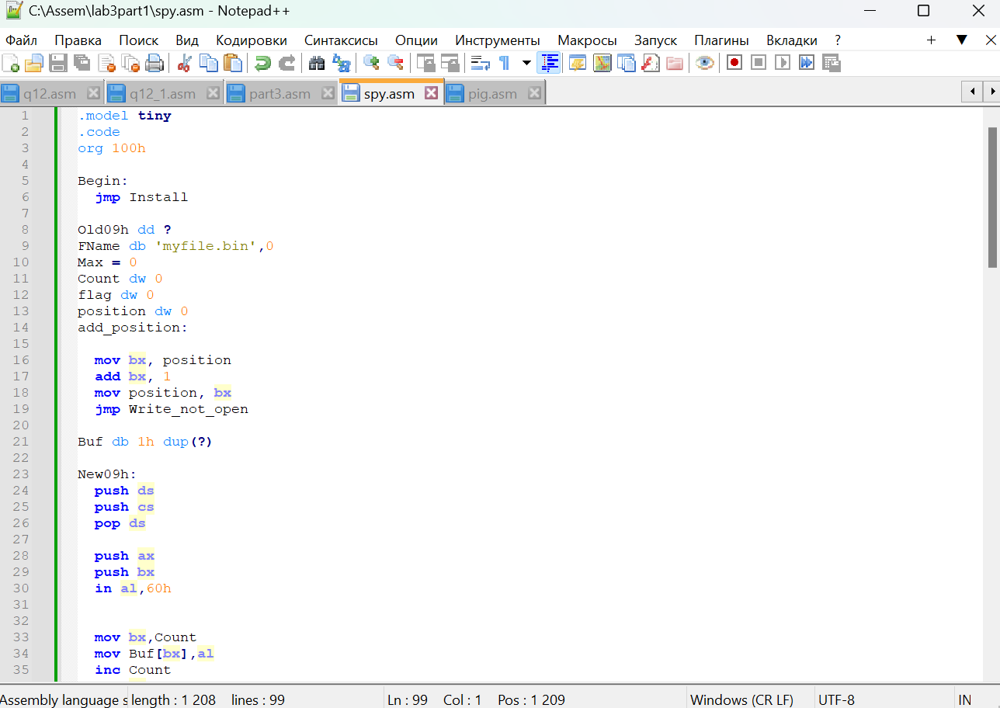 C:\Assem\lab3part1\spy.asm - Notepad++
Файл Правка Поиск Вид Кодировки Синтаксисы Опции Инструменты Макросы Запуск Плагины Вкладки ? + ▼ X
q12.asm q12_1.asm part3.asm spy.asm pig.asm
1 .model tiny
2 .code
3 org 100h
4
5 Begin:
6 jmp Install
7
8 Old09h dd ?
9 FName db 'myfile.bin',0
10 Max = 0
11 Count dw 0
12 flag dw 0
13 position dw 0
14 add_position:
15
16 mov bx, position
17 add bx, 1
18 mov position, bx
19 jmp Write_not_open
20
21 Buf db 1h dup(?)
22
23 New09h:
24 push ds
25 push cs
26 pop ds
27
28 push ax
29 push bx
30 in al,60h
31
32
33 mov bx,Count
34 mov Buf[bx],al
35 inc Count
Assembly language s length : 1 208 lines : 99 Ln : 99 Col : 1 Pos : 1 209 Windows (CR LF) UTF-8 IN